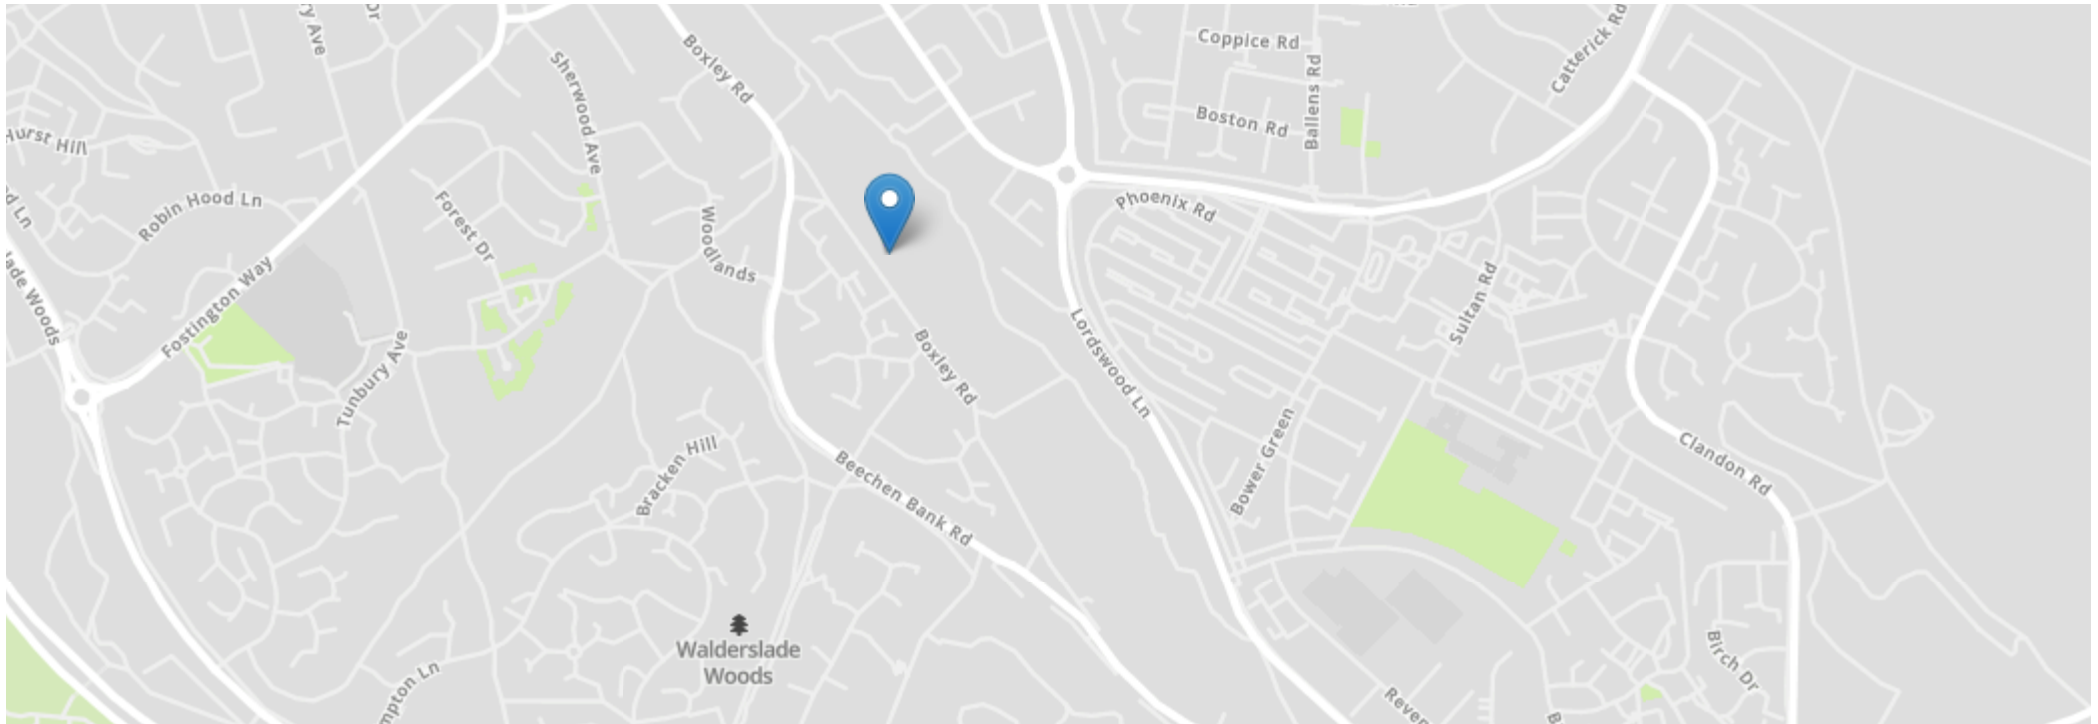 Dr
Coppice Rd
Catterick Rd
Boxley Rd
Sherwood Ave
Ballens Rd
Boston Rd
Hurst Hill
Robin Hood Ln
Forest Dr
Woodlands
Phoenix Rd
Fostington Way
Sultan Rd
Tunbury Ave
Boxley Rd
Lordswood Ln
Bower Green
Bracken Hill
Beechen Bank Rd
Clandon Rd
Walderslade
Woods
Birch Dr